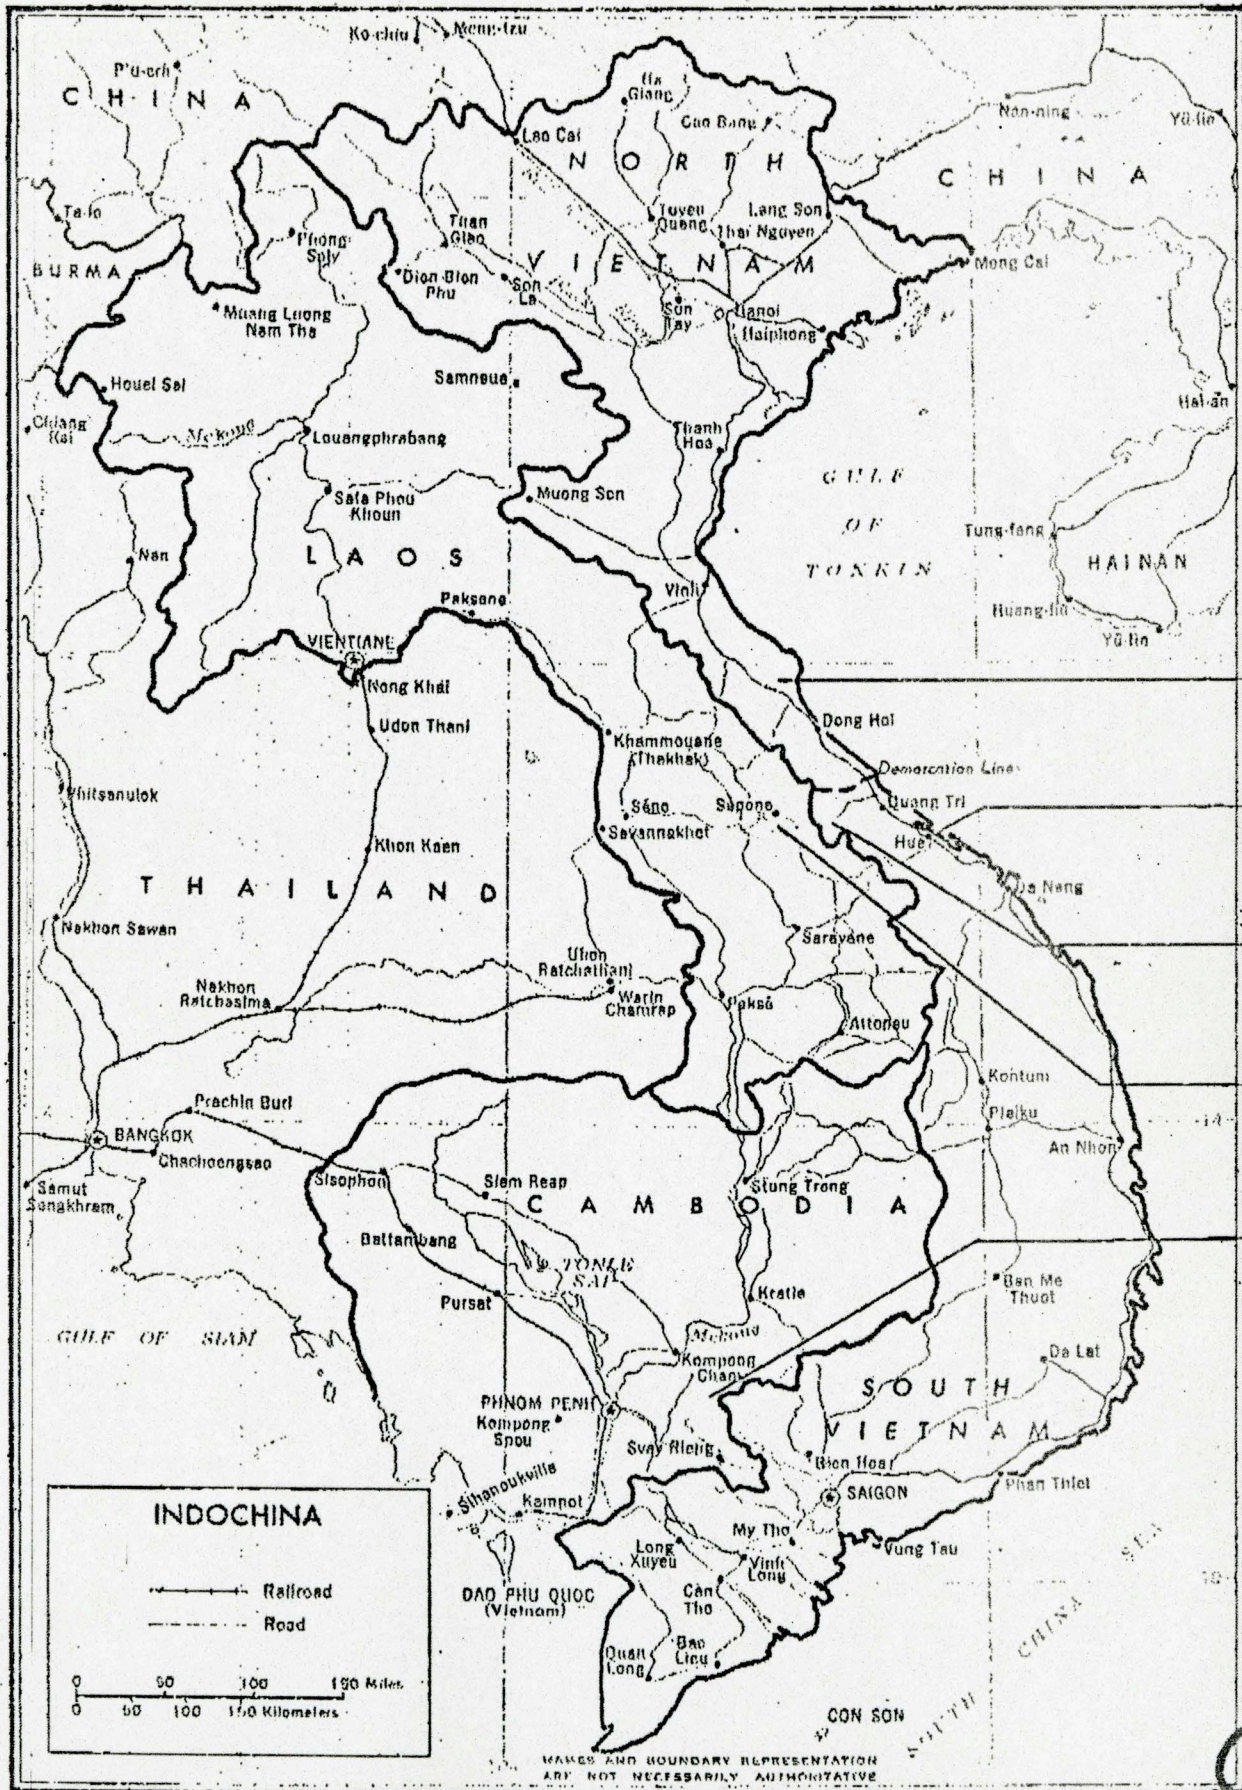 Ko-chiu
Meng-tzu
P'u-erh
CHINA
Ha
Giang
Cao Bang
Nan-ning
Yü-lin
Lao Cai
NORTH
CHINA
Ta-lo
Phong
Saly
Than
Giao
Tuyen
Quang
Lang Son
Thai Nguyen
BURMA
Dien Bien
Phu
Son
La
VIETNAM
Mong Cai
Muang Luong
Nam Tha
Son
Tay
Hanoi
Haiphong
Houei Sai
Samneua
Hai-an
Chiang
Rai
Mekong
Louangphrabang
Thanh
Hoa
GULF
OF
TONKIN
Sala Phou
Khoun
Muong Sen
Tung-fang
Nan
LAOS
HAINAN
Vinh
Paksane
Huang-liu
Yü-lin
VIENTIANE
Nong Khai
Udon Thani
Dong Hoi
Khammouane
(Thakhek)
Demarcation Line
Phitsanulok
Séno
Sepone
Quang Tri
Savannakhet
Hue
Khon Kaen
THAILAND
Da Nang
Nakhon Sawan
Saravane
Ubon
Ratchathani
Nakhon
Ratchasima
Warin
Chamrap
Paksé
Attopeu
Kontum
Prachin Buri
Pleiku
14
BANGKOK
Chachoengsao
An Nhon
Samut
Songkhram
Sisophon
Siem Reap
Stung Treng
CAMBODIA
Battambang
TONLE
SAP
Pursat
Kratie
Ban Me
Thuot
GULF OF SIAM
Mekong
Kompong
Cham
Da Lat
SOUTH
VIETNAM
PHNOM PENH
Kompong
Speu
Svay Rieng
Bien Hoa
Phan Thiet
SAIGON
Sihanoukville
Kampot
INDOCHINA
My Tho
Long
Xuyen
Vinh
Long
Vung Tau
Railroad
Road
DAO PHU QUOC
(Vietnam)
Can
Tho
10
SOUTH CHINA SEA
Quan
Long
Bac
Lieu
0 50 100 150 Miles
0 50 100 150 Kilometers
CON SON
NAMES AND BOUNDARY REPRESENTATION
ARE NOT NECESSARILY AUTHORITATIVE